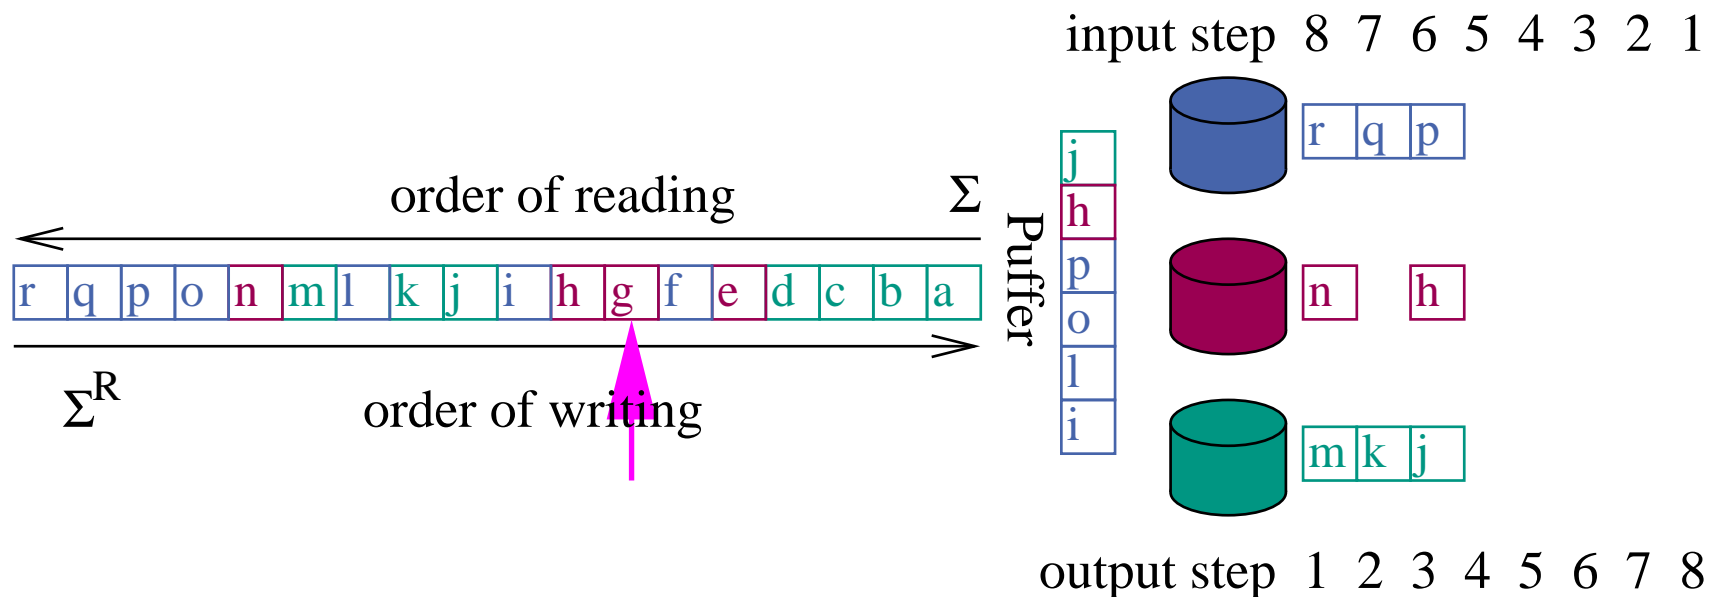 input step 8 7 6 5 4 3 2 1
order of reading Σ
r q p o n m l k j i h g f e d c b a
Σ^R order of writing
Puffer
j
h
p
o
l
i
r q p
n h
m k j
output step 1 2 3 4 5 6 7 8